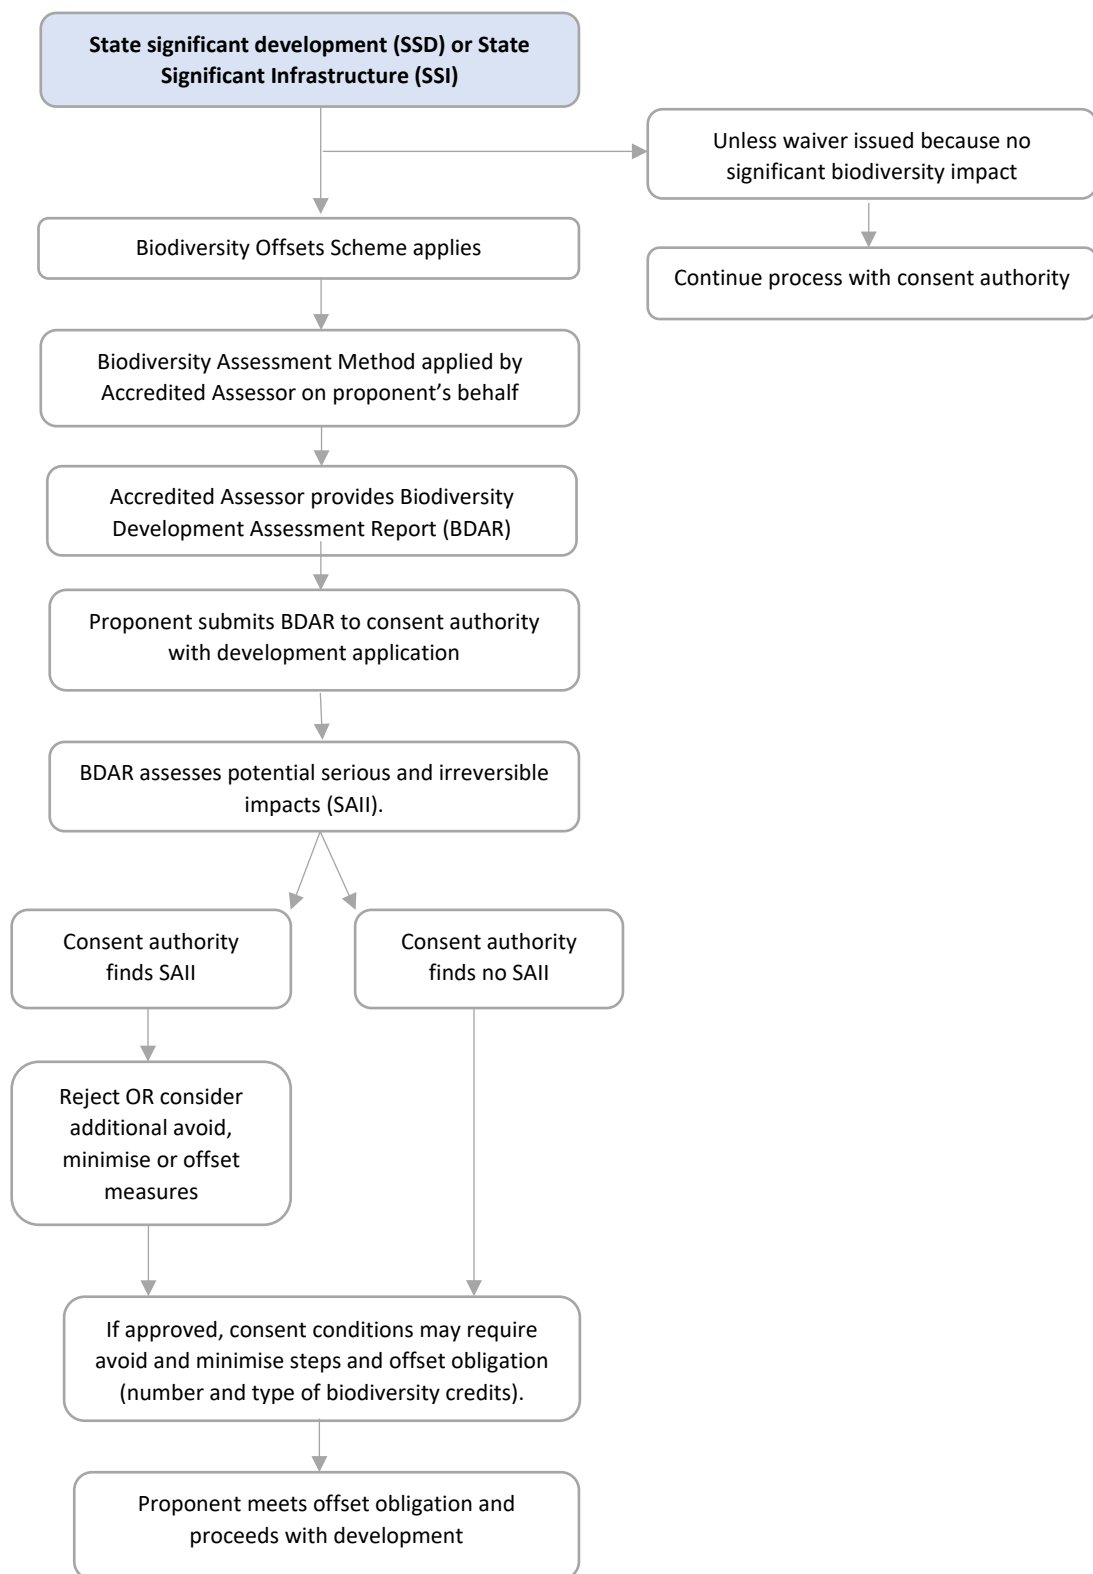 State significant development (SSD) or State
Significant Infrastructure (SSI)
Unless waiver issued because no
significant biodiversity impact
Biodiversity Offsets Scheme applies
Continue process with consent authority
Biodiversity Assessment Method applied by
Accredited Assessor on proponent’s behalf
Accredited Assessor provides Biodiversity
Development Assessment Report (BDAR)
Proponent submits BDAR to consent authority
with development application
BDAR assesses potential serious and irreversible
impacts (SAII).
Consent authority
finds SAII
Consent authority
finds no SAII
Reject OR consider
additional avoid,
minimise or offset
measures
If approved, consent conditions may require
avoid and minimise steps and offset obligation
(number and type of biodiversity credits).
Proponent meets offset obligation and
proceeds with development